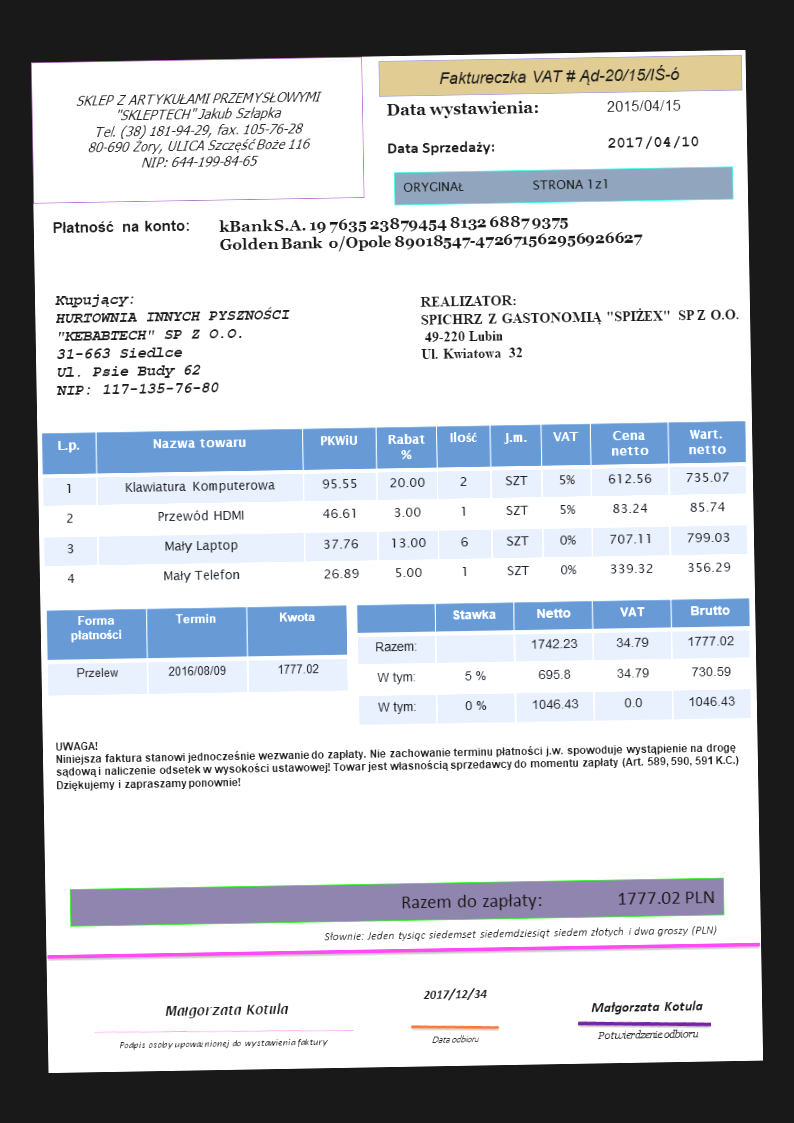 SKLEP Z ARTYKUŁAMI PRZEMYSŁOWYMI
"SKLEPTECH" Jakub Szłapka
Tel. (38) 181-94-29, fax. 105-76-28
80-690 Żory, ULICA Szczęść Boże 116
NIP: 644-199-84-65
Faktureczka VAT # Ąd-20/15/IŚ-ó
Data wystawienia: 2015/04/15
Data Sprzedaży: 2017/04/10
ORYGINAŁ STRONA 1 z 1
Płatność na konto: kBank S.A. 19 7635 23879454 8132 6887 9375
Golden Bank o/Opole 89018547-472671562956926627
Kupujący:
HURTOWNIA INNYCH PYSZNOŚCI
"KEBABTECH" SP Z O.O.
31-663 Siedlce
Ul. Psie Budy 62
NIP: 117-135-76-80
REALIZATOR:
SPICHRZ Z GASTONOMIĄ "SPIŻEX" SP Z O.O.
49-220 Lubin
Ul. Kwiatowa 32
L.p. Nazwa towaru PKWiU Rabat % Ilość J.m. VAT Cena netto Wart. netto
1 Klawiatura Komputerowa 95.55 20.00 2 SZT 5% 612.56 735.07
2 Przewód HDMI 46.61 3.00 1 SZT 5% 83.24 85.74
3 Mały Laptop 37.76 13.00 6 SZT 0% 707.11 799.03
4 Mały Telefon 26.89 5.00 1 SZT 0% 339.32 356.29
Forma płatności Termin Kwota
Przelew 2016/08/09 1777.02
Stawka Netto VAT Brutto
Razem: 1742.23 34.79 1777.02
W tym: 5 % 695.8 34.79 730.59
W tym: 0 % 1046.43 0.0 1046.43
UWAGA!
Niniejsza faktura stanowi jednocześnie wezwanie do zapłaty. Nie zachowanie terminu płatności j.w. spowoduje wystąpienie na drogę
sądową i naliczenie odsetek w wysokości ustawowej! Towar jest własnością sprzedawcy do momentu zapłaty (Art. 589, 590, 591 K.C.)
Dziękujemy i zapraszamy ponownie!
Razem do zapłaty: 1777.02 PLN
Słownie: Jeden tysiąc siedemset siedemdziesiąt siedem złotych i dwa groszy (PLN)
Małgorzata Kotula
Podpis osoby upoważnionej do wystawienia faktury
2017/12/34
Data odbioru
Małgorzata Kotula
Potwierdzenie odbioru